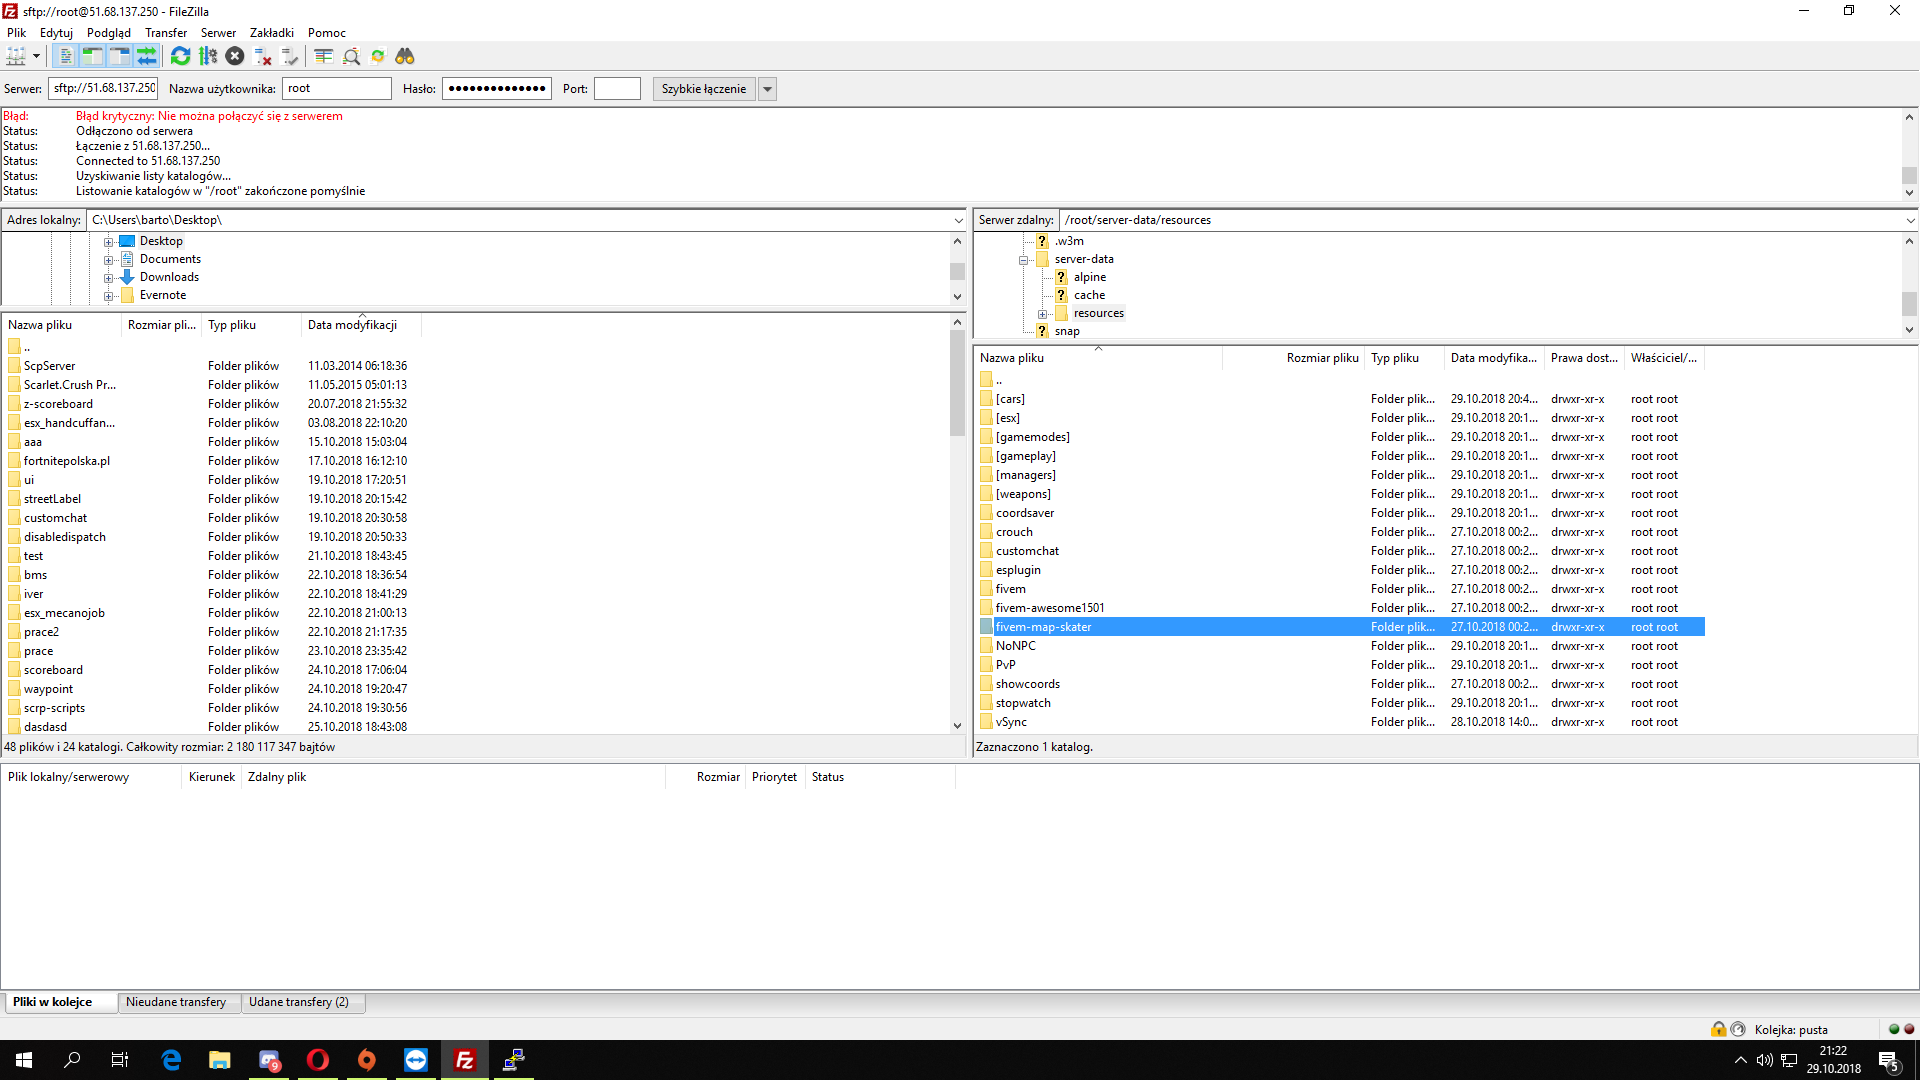 sftp://root@51.68.137.250 - FileZilla
Plik Edytuj Podgląd Transfer Serwer Zakładki Pomoc
Serwer: sftp://51.68.137.250 Nazwa użytkownika: root Hasło: ●●●●●●●●●●●●●● Port: Szybkie łączenie
Błąd: Błąd krytyczny: Nie można połączyć się z serwerem
Status: Odłączono od serwera
Status: Łączenie z 51.68.137.250...
Status: Connected to 51.68.137.250
Status: Uzyskiwanie listy katalogów...
Status: Listowanie katalogów w "/root" zakończone pomyślnie
Adres lokalny: C:\Users\barto\Desktop\
Desktop
Documents
Downloads
Evernote
Nazwa pliku Rozmiar pli... Typ pliku Data modyfikacji
..
ScpServer Folder plików 11.03.2014 06:18:36
Scarlet.Crush Pr... Folder plików 11.05.2015 05:01:13
z-scoreboard Folder plików 20.07.2018 21:55:32
esx_handcuffan... Folder plików 03.08.2018 22:10:20
aaa Folder plików 15.10.2018 15:03:04
fortnitepolska.pl Folder plików 17.10.2018 16:12:10
ui Folder plików 19.10.2018 17:20:51
streetLabel Folder plików 19.10.2018 20:15:42
customchat Folder plików 19.10.2018 20:30:58
disabledispatch Folder plików 19.10.2018 20:50:33
test Folder plików 21.10.2018 18:43:45
bms Folder plików 22.10.2018 18:36:54
iver Folder plików 22.10.2018 18:41:29
esx_mecanojob Folder plików 22.10.2018 21:00:13
prace2 Folder plików 22.10.2018 21:17:35
prace Folder plików 23.10.2018 23:35:42
scoreboard Folder plików 24.10.2018 17:06:04
waypoint Folder plików 24.10.2018 19:20:47
scrp-scripts Folder plików 24.10.2018 19:30:56
dasdasd Folder plików 25.10.2018 18:43:08
48 plików i 24 katalogi. Całkowity rozmiar: 2 180 117 347 bajtów
Serwer zdalny: /root/server-data/resources
.w3m
server-data
alpine
cache
resources
snap
Nazwa pliku Rozmiar pliku Typ pliku Data modyfika... Prawa dost... Właściciel/...
..
[cars] Folder plik... 29.10.2018 20:4... drwxr-xr-x root root
[esx] Folder plik... 29.10.2018 20:1... drwxr-xr-x root root
[gamemodes] Folder plik... 29.10.2018 20:1... drwxr-xr-x root root
[gameplay] Folder plik... 29.10.2018 20:1... drwxr-xr-x root root
[managers] Folder plik... 29.10.2018 20:1... drwxr-xr-x root root
[weapons] Folder plik... 29.10.2018 20:1... drwxr-xr-x root root
coordsaver Folder plik... 29.10.2018 20:1... drwxr-xr-x root root
crouch Folder plik... 27.10.2018 00:2... drwxr-xr-x root root
customchat Folder plik... 27.10.2018 00:2... drwxr-xr-x root root
esplugin Folder plik... 27.10.2018 00:2... drwxr-xr-x root root
fivem Folder plik... 27.10.2018 00:2... drwxr-xr-x root root
fivem-awesome1501 Folder plik... 27.10.2018 00:2... drwxr-xr-x root root
fivem-map-skater Folder plik... 27.10.2018 00:2... drwxr-xr-x root root
NoNPC Folder plik... 29.10.2018 20:1... drwxr-xr-x root root
PvP Folder plik... 29.10.2018 20:1... drwxr-xr-x root root
showcoords Folder plik... 27.10.2018 00:2... drwxr-xr-x root root
stopwatch Folder plik... 29.10.2018 20:1... drwxr-xr-x root root
vSync Folder plik... 28.10.2018 14:0... drwxr-xr-x root root
Zaznaczono 1 katalog.
Plik lokalny/serwerowy Kierunek Zdalny plik Rozmiar Priorytet Status
Pliki w kolejce Nieudane transfery Udane transfery (2)
Kolejka: pusta
9
21:22
29.10.2018
5